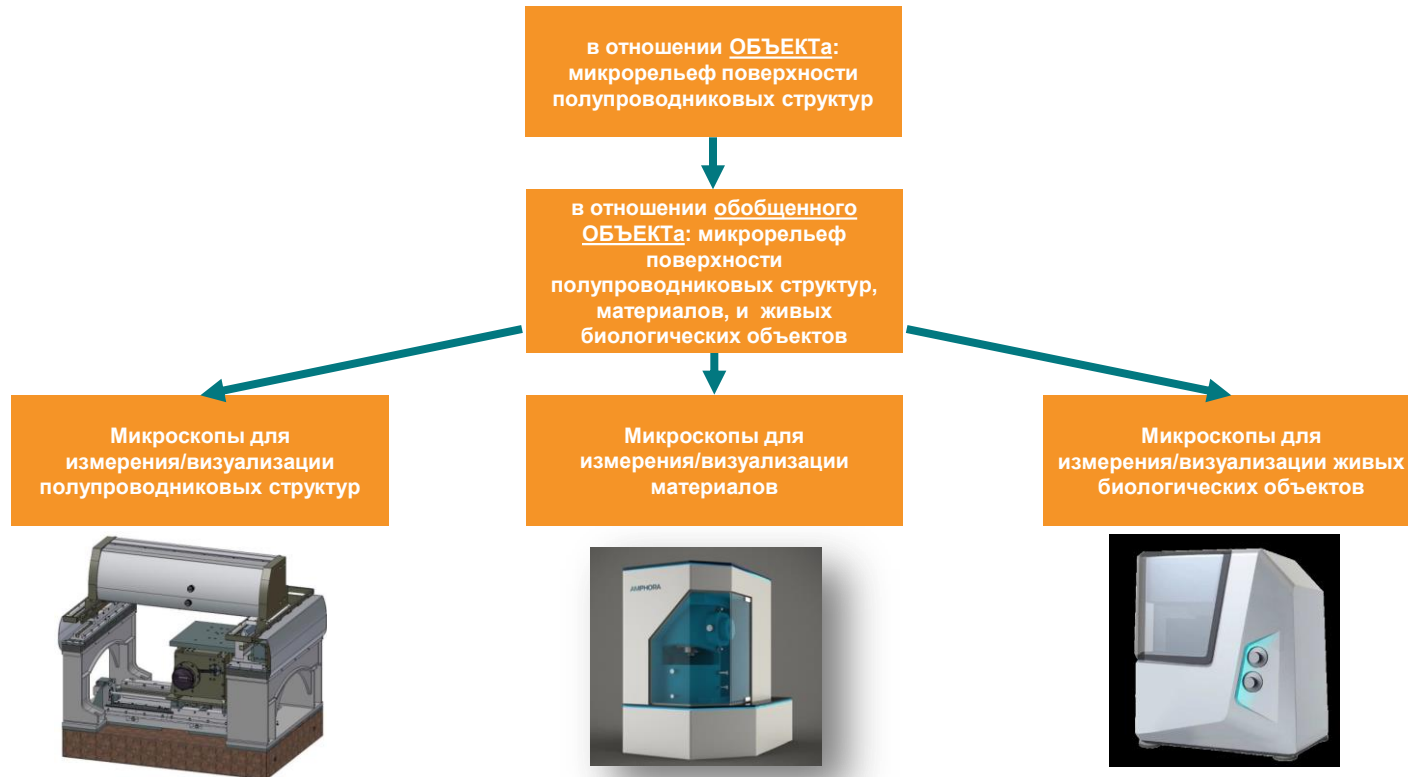 в отношении ОБЪЕКТа:
микрорельеф поверхности
полупроводниковых структур
в отношении обобщенного
ОБЪЕКТа: микрорельеф
поверхности
полупроводниковых структур,
материалов, и живых
биологических объектов
Микроскопы для
измерения/визуализации
полупроводниковых структур
Микроскопы для
измерения/визуализации
материалов
Микроскопы для
измерения/визуализации живых
биологических объектов
AMPHORA